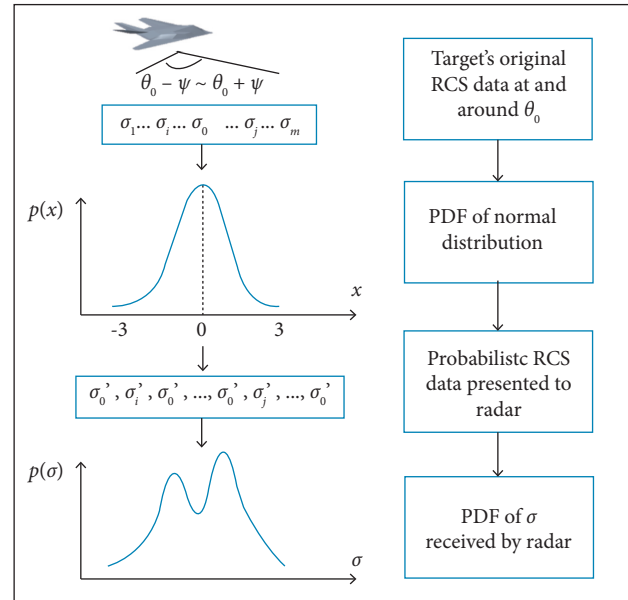 θ₀ – ψ ~ θ₀ + ψ
σ₁... σᵢ... σ₀ ... σⱼ... σₘ
p(x)
x
-3 0 3
σ₀’ , σᵢ’, σ₀’ , ..., σ₀’ , σⱼ’ , ..., σ₀’
p(σ)
σ
Target’s original
RCS data at and
around θ₀
PDF of normal
distribution
Probabilistc RCS
data presented to
radar
PDF of σ
received by radar